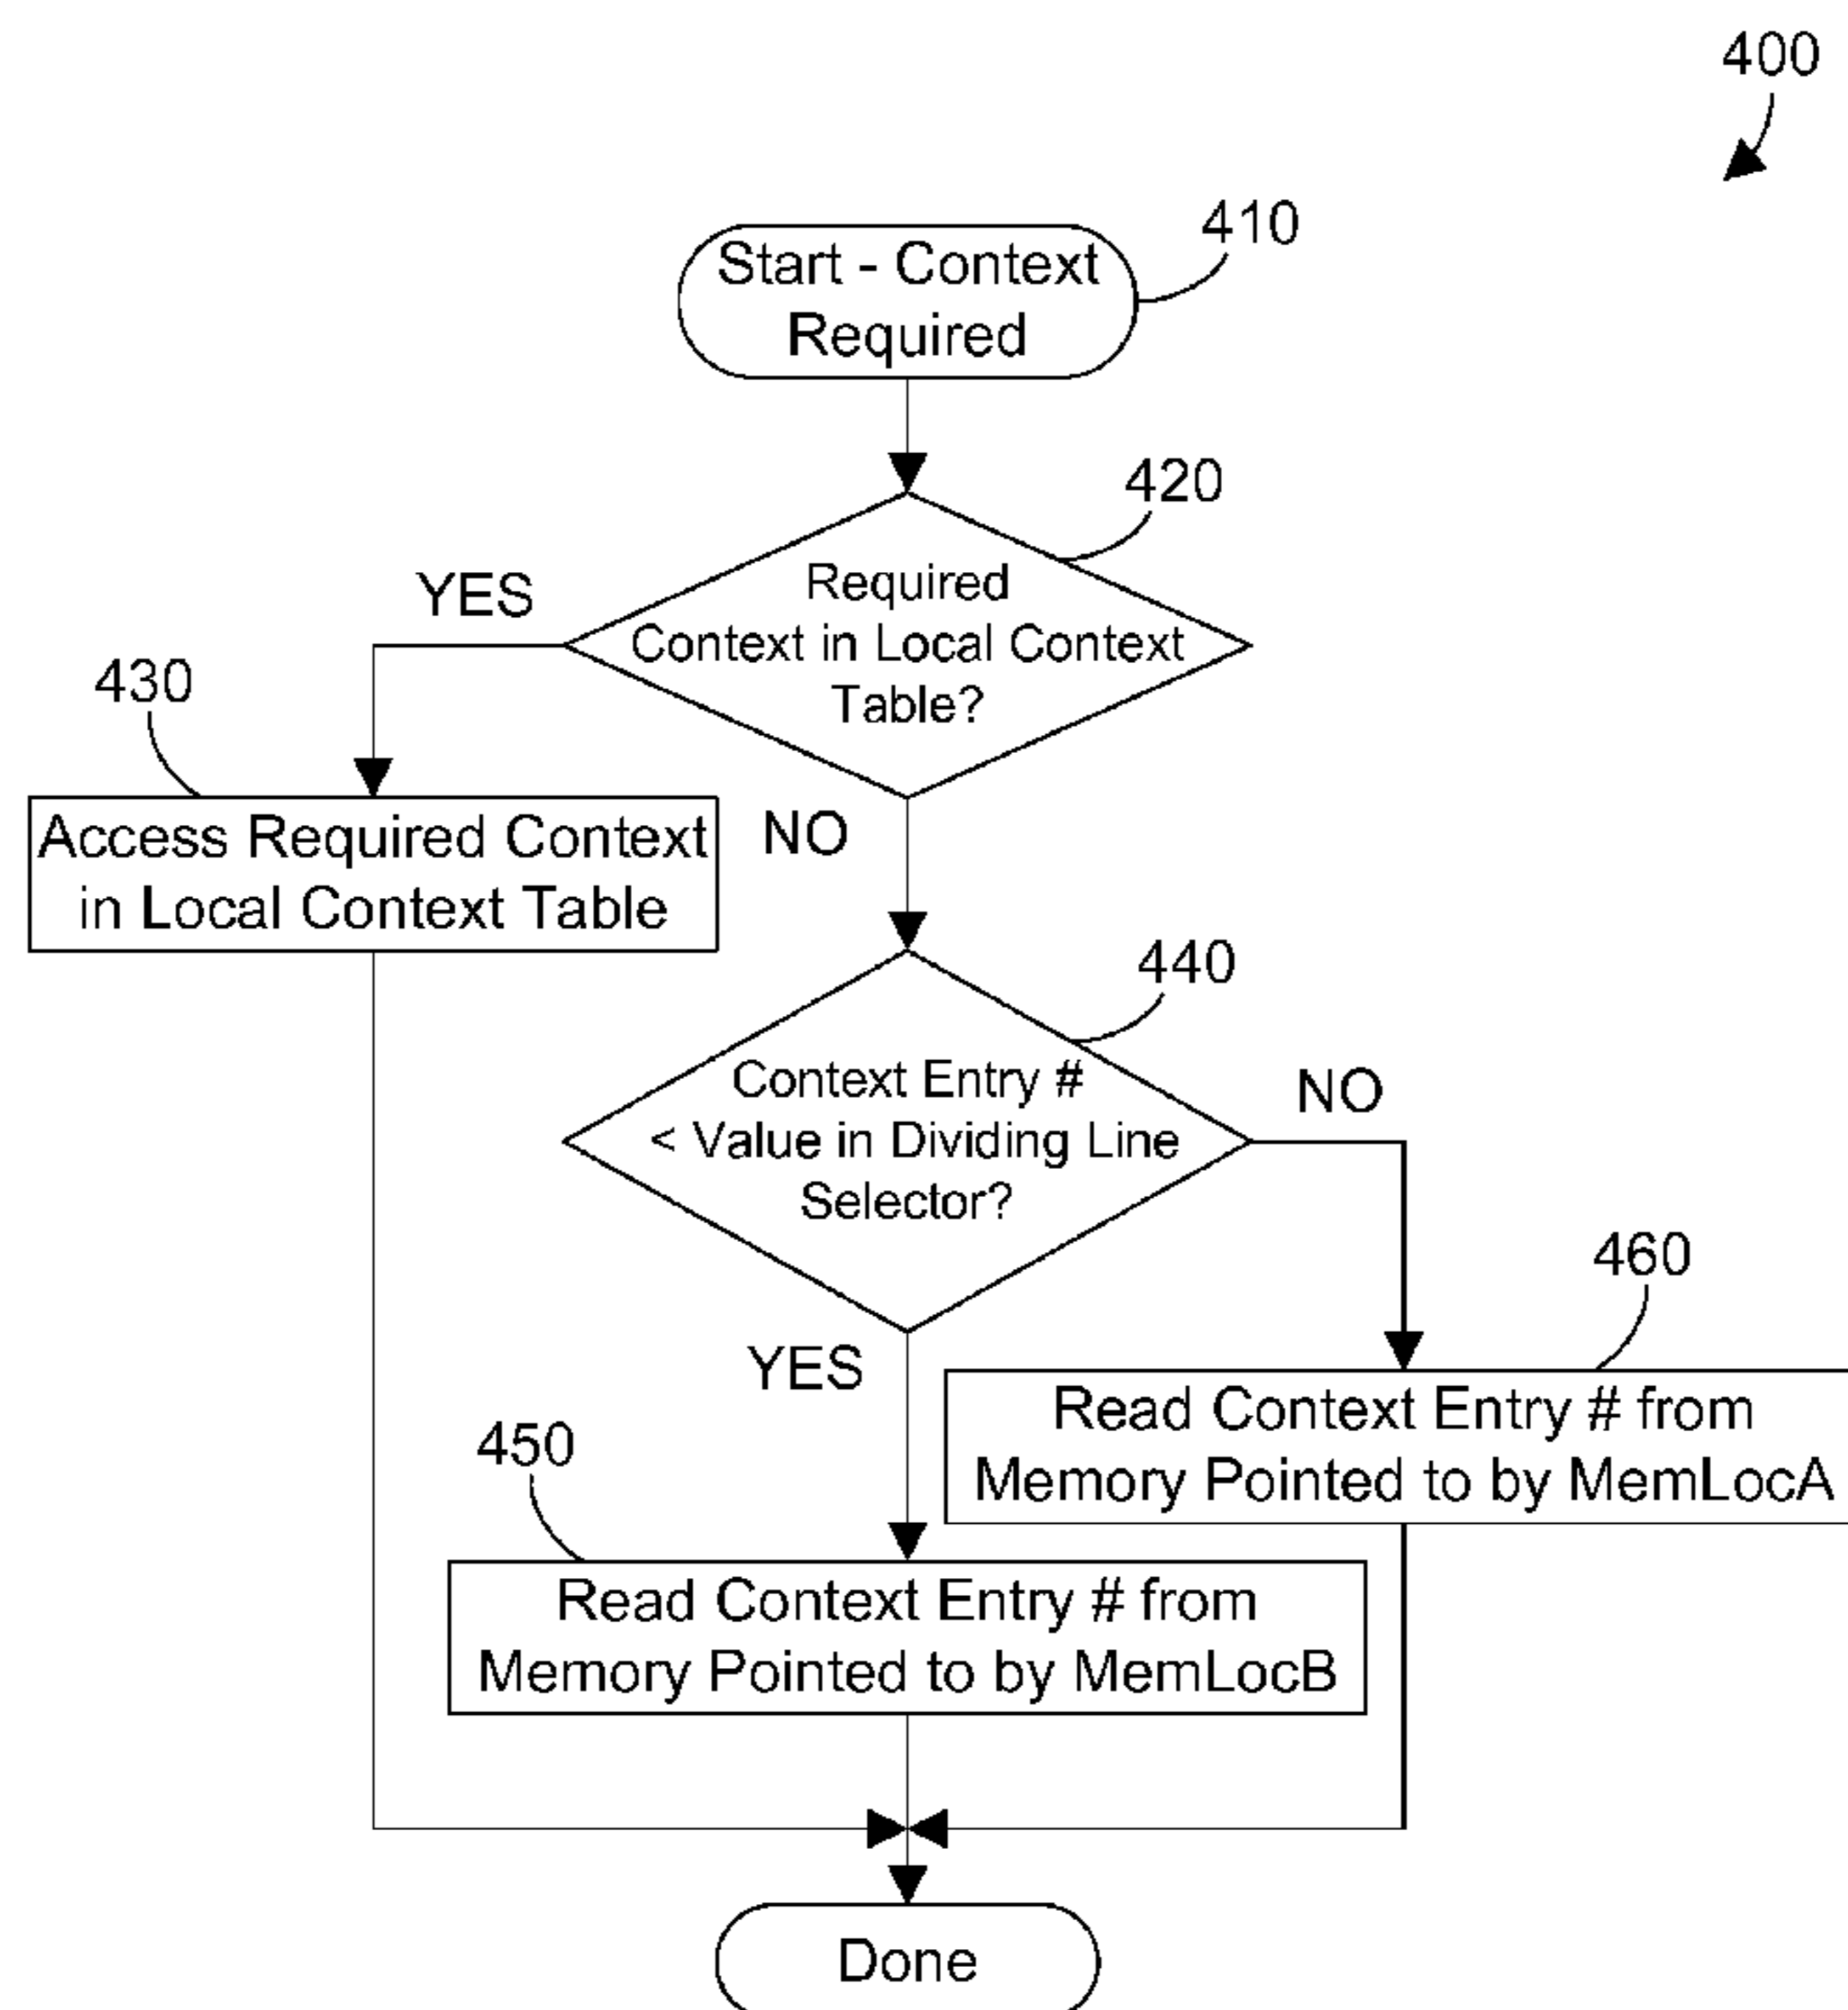 400
410
Start - Context
Required
420
Required
Context in Local Context
Table?
YES
430
Access Required Context
in Local Context Table
NO
440
Context Entry #
< Value in Dividing Line
Selector?
NO
460
Read Context Entry # from
Memory Pointed to by MemLocA
YES
450
Read Context Entry # from
Memory Pointed to by MemLocB
Done